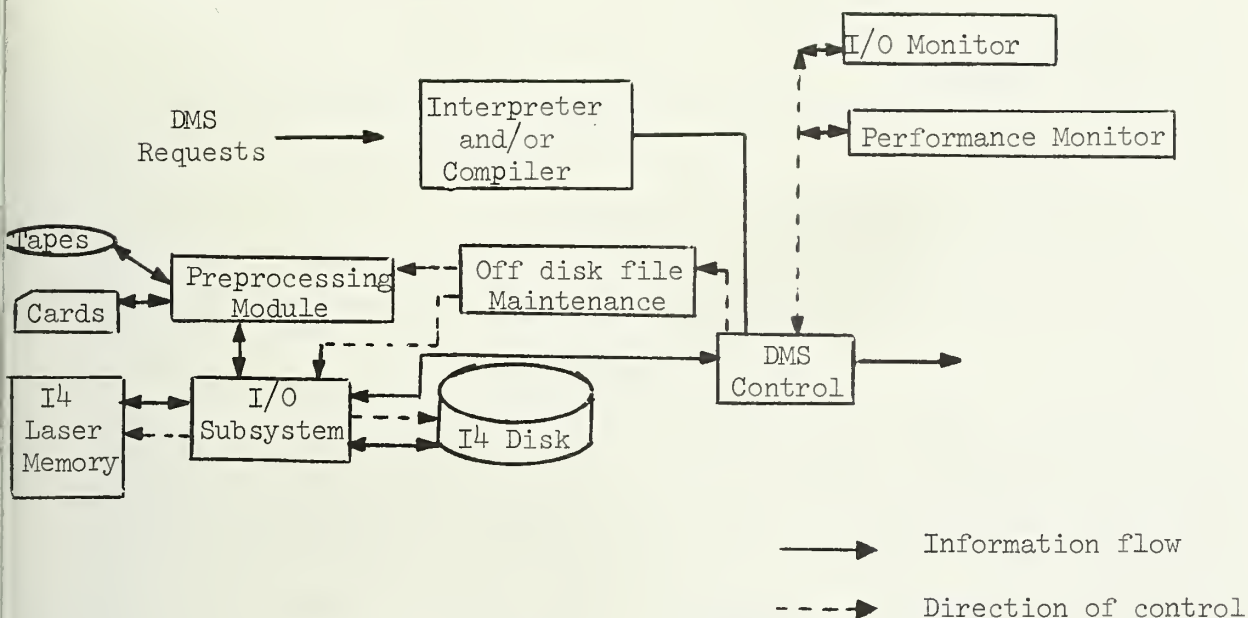 I/O Monitor
Performance Monitor
DMS
Requests
Interpreter
and/or
Compiler
Tapes
Cards
Preprocessing
Module
Off disk file
Maintenance
DMS
Control
I4
Laser
Memory
I/O
Subsystem
I4 Disk
Information flow
Direction of control